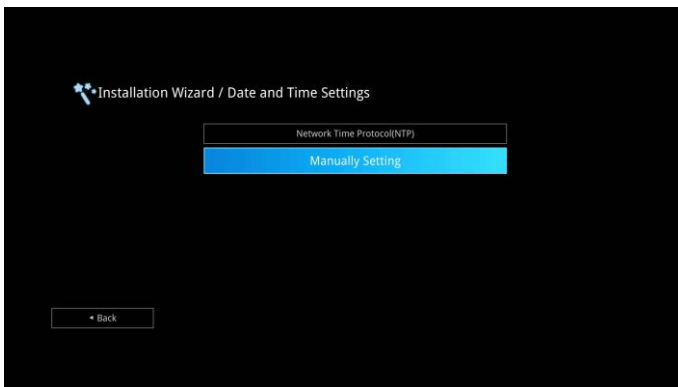 Installation Wizard / Date and Time Settings
Network Time Protocol(NTP)
Manually Setting
◂ Back